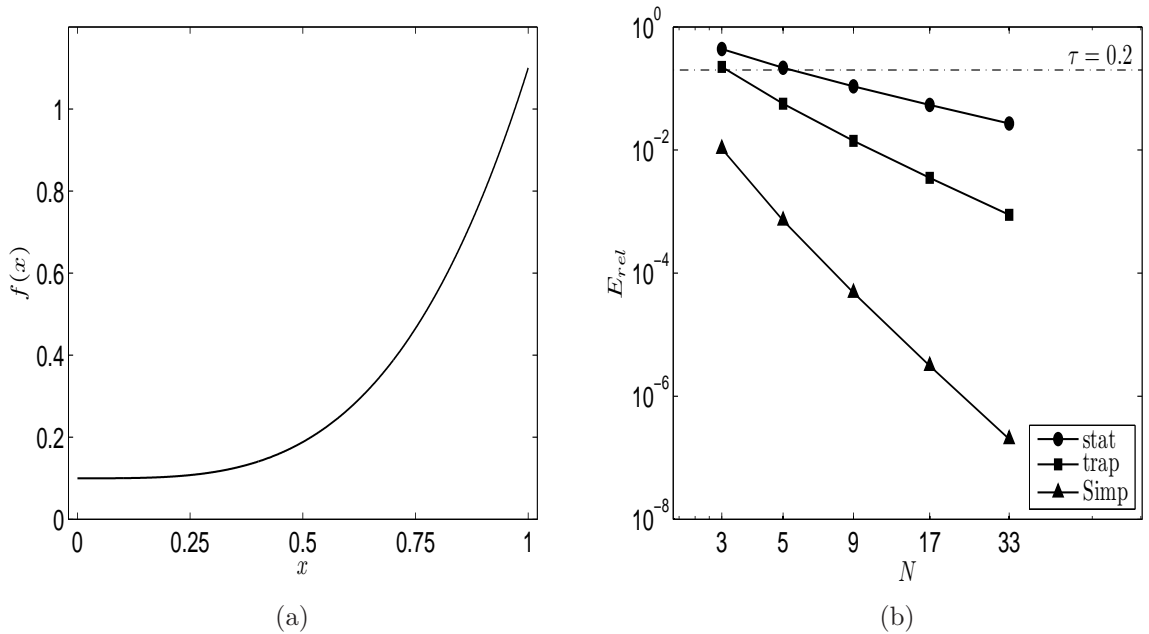 f(x)
1
0.8
0.6
0.4
0.2
0
0 0.25 0.5 0.75 1
x
(a)
E_{rel}
10^0
10^{-2}
10^{-4}
10^{-6}
10^{-8}
τ = 0.2
stat
trap
Simp
3 5 9 17 33
N
(b)